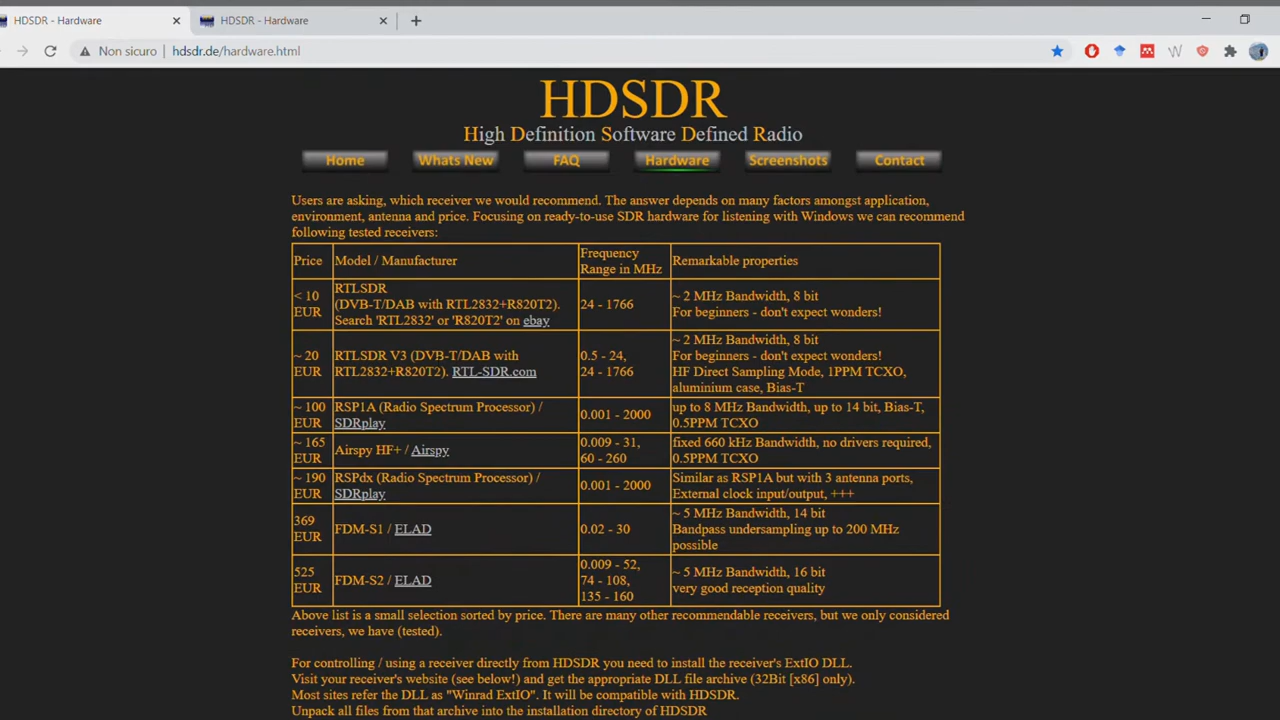 HDSDR - Hardware
HDSDR - Hardware
Non sicuro | hdsdr.de/hardware.html
HDSDR
High Definition Software Defined Radio
Home Whats New FAQ Hardware Screenshots Contact
Users are asking, which receiver we would recommend. The answer depends on many factors amongst application,
environment, antenna and price. Focusing on ready-to-use SDR hardware for listening with Windows we can recommend
following tested receivers:
Price
Model / Manufacturer
Frequency
Range in MHz
Remarkable properties
< 10
EUR
RTLSDR
(DVB-T/DAB with RTL2832+R820T2).
Search 'RTL2832' or 'R820T2' on ebay
24 - 1766
~ 2 MHz Bandwidth, 8 bit
For beginners - don't expect wonders!
~ 20
EUR
RTLSDR V3 (DVB-T/DAB with
RTL2832+R820T2). RTL-SDR.com
0.5 - 24,
24 - 1766
~ 2 MHz Bandwidth, 8 bit
For beginners - don't expect wonders!
HF Direct Sampling Mode, 1PPM TCXO,
aluminium case, Bias-T
~ 100
EUR
RSP1A (Radio Spectrum Processor) /
SDRplay
0.001 - 2000
up to 8 MHz Bandwidth, up to 14 bit, Bias-T,
0.5PPM TCXO
~ 165
EUR
Airspy HF+ / Airspy
0.009 - 31,
60 - 260
fixed 660 kHz Bandwidth, no drivers required,
0.5PPM TCXO
~ 190
EUR
RSPdx (Radio Spectrum Processor) /
SDRplay
0.001 - 2000
Similar as RSP1A but with 3 antenna ports,
External clock input/output, +++
369
EUR
FDM-S1 / ELAD
0.02 - 30
~ 5 MHz Bandwidth, 14 bit
Bandpass undersampling up to 200 MHz
possible
525
EUR
FDM-S2 / ELAD
0.009 - 52,
74 - 108,
135 - 160
~ 5 MHz Bandwidth, 16 bit
very good reception quality
Above list is a small selection sorted by price. There are many other recommendable receivers, but we only considered
receivers, we have (tested).
For controlling / using a receiver directly from HDSDR you need to install the receiver's ExtIO DLL.
Visit your receiver's website (see below!) and get the appropriate DLL file archive (32Bit [x86] only).
Most sites refer the DLL as "Winrad ExtIO". It will be compatible with HDSDR.
Unpack all files from that archive into the installation directory of HDSDR